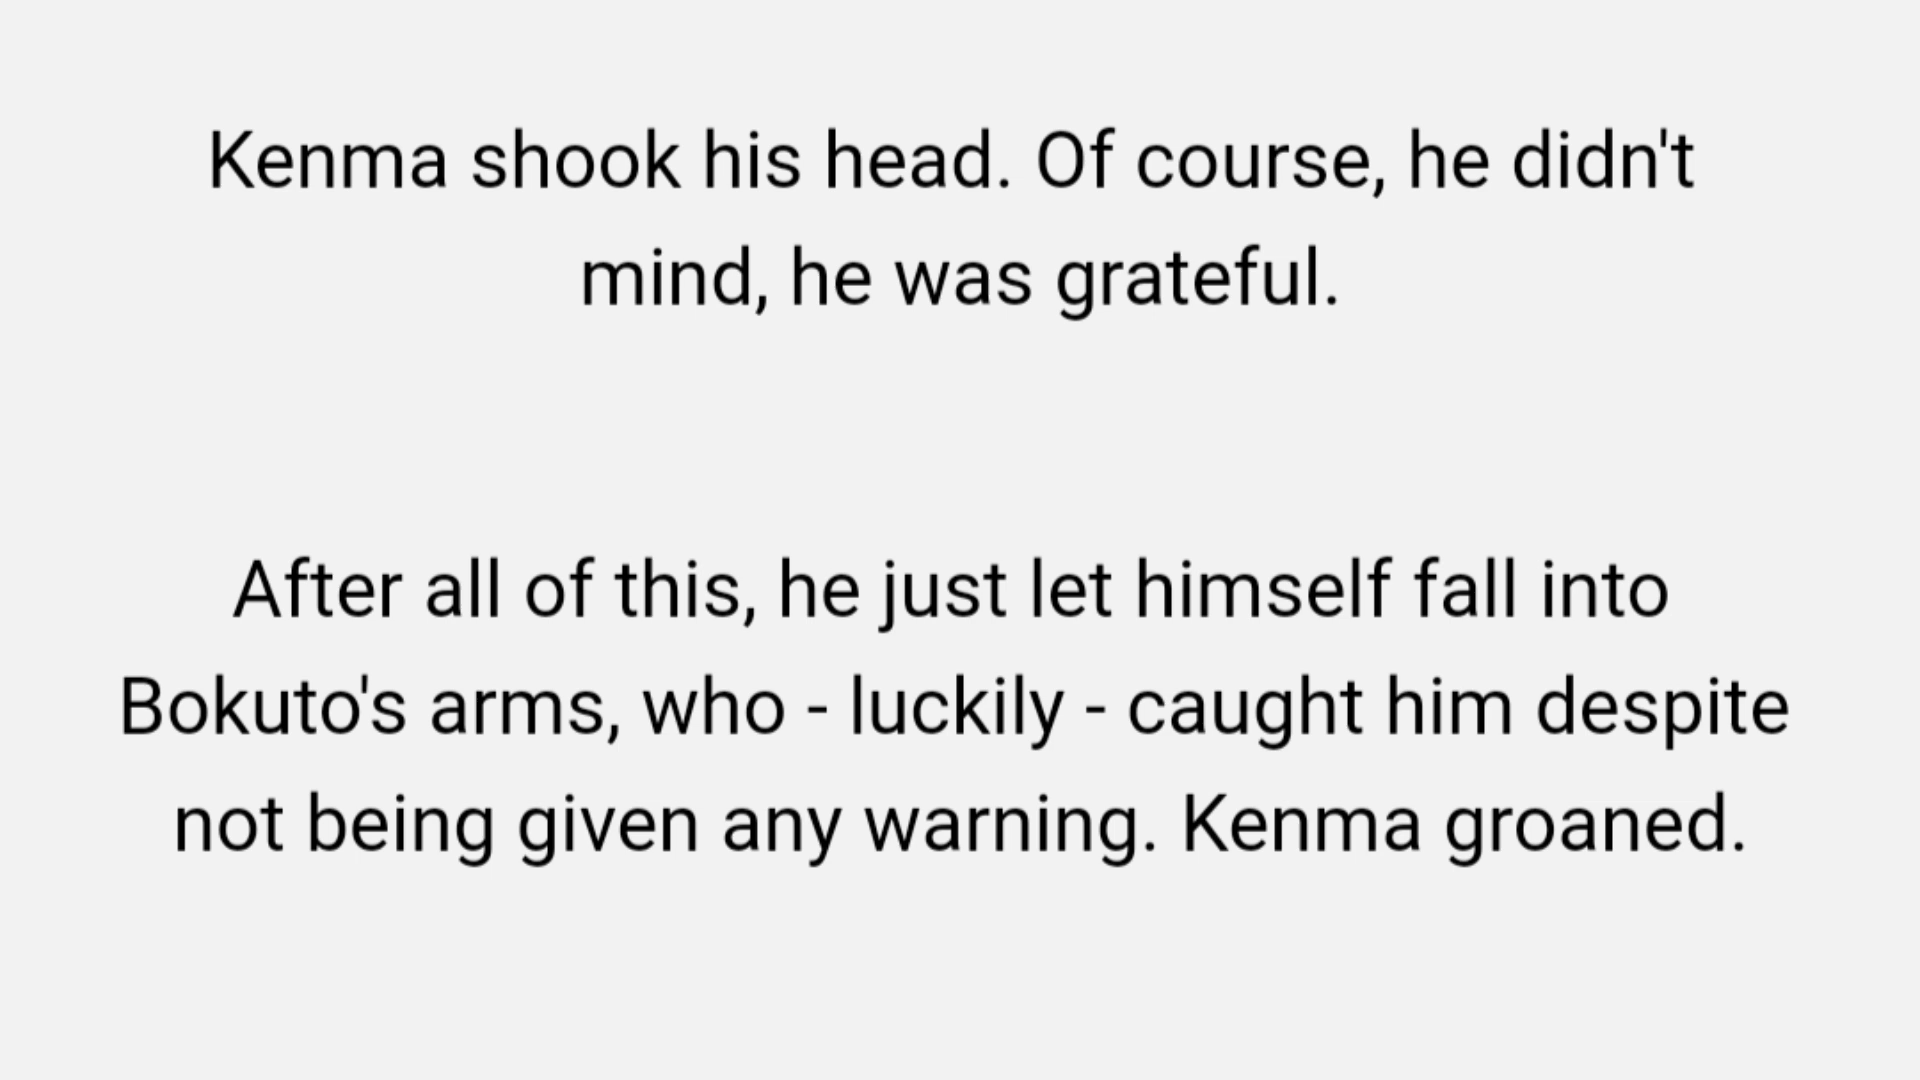 Kenma shook his head. Of course, he didn't
mind, he was grateful.
After all of this, he just let himself fall into
Bokuto's arms, who - luckily - caught him despite
not being given any warning. Kenma groaned.